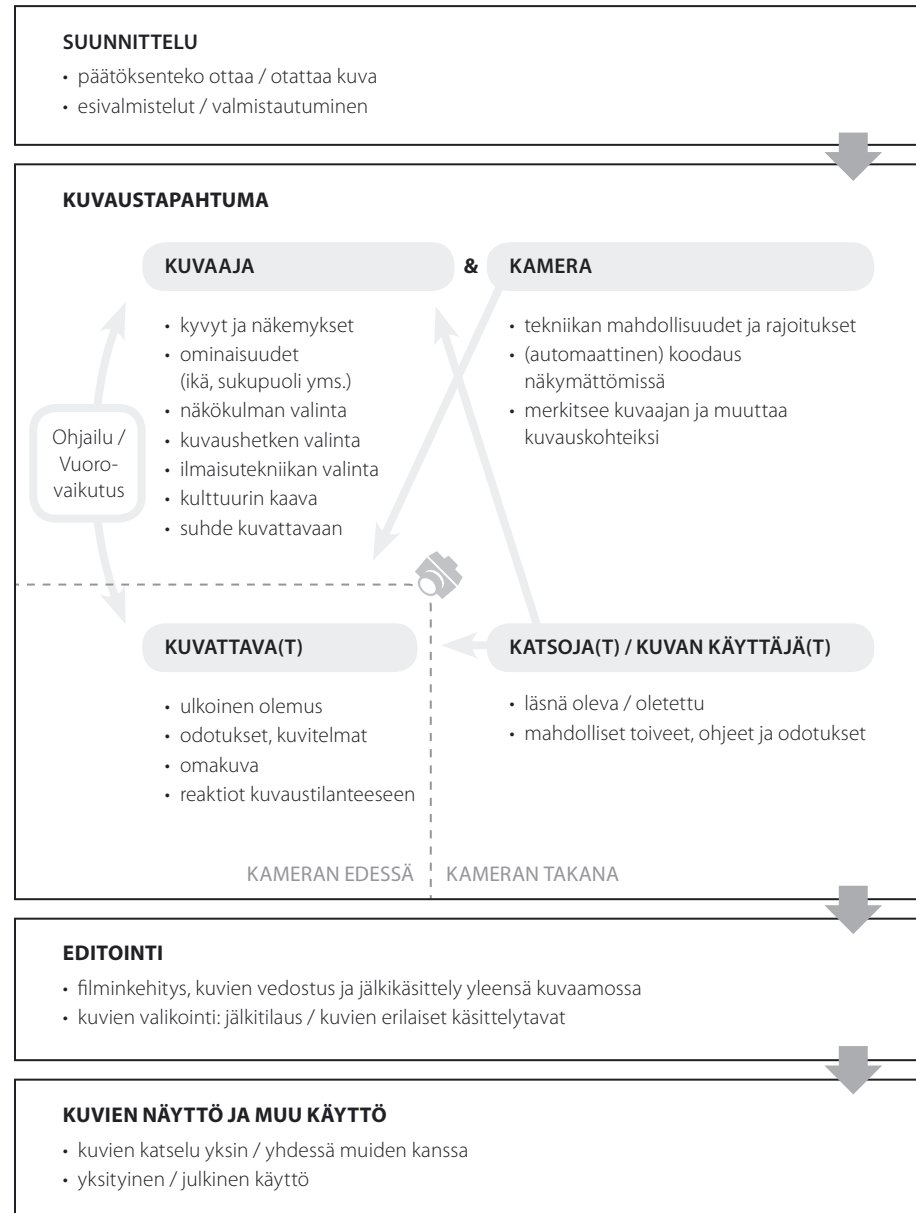 SUUNNITTELU
• päätöksenteko ottaa / otattaa kuva
• esivalmistelut / valmistautuminen
KUVAUSTAPAHTUMA
KUVAAJA
• kyvyt ja näkemykset
• ominaisuudet
(ikä, sukupuoli yms.)
• näkökulman valinta
• kuvaushetken valinta
• ilmaisutekniikan valinta
• kulttuurin kaava
• suhde kuvattavaan
&
KAMERA
• tekniikan mahdollisuudet ja rajoitukset
• (automaattinen) koodaus
näkymättömissä
• merkitsee kuvaajan ja muuttaa
kuvauskohteiksi
Ohjailu /
Vuoro-
vaikutus
KUVATTAVA(T)
• ulkoinen olemus
• odotukset, kuvitelmat
• omakuva
• reaktiot kuvaustilanteeseen
KATSOJA(T) / KUVAN KÄYTTÄJÄ(T)
• läsnä oleva / oletettu
• mahdolliset toiveet, ohjeet ja odotukset
KAMERAN EDESSÄ
KAMERAN TAKANA
EDITOINTI
• filminkehitys, kuvien vedostus ja jälkikäsittely yleensä kuvaamossa
• kuvien valikointi: jälkitilaus / kuvien erilaiset käsittelytavat
KUVIEN NÄYTTÖ JA MUU KÄYTTÖ
• kuvien katselu yksin / yhdessä muiden kanssa
• yksityinen / julkinen käyttö